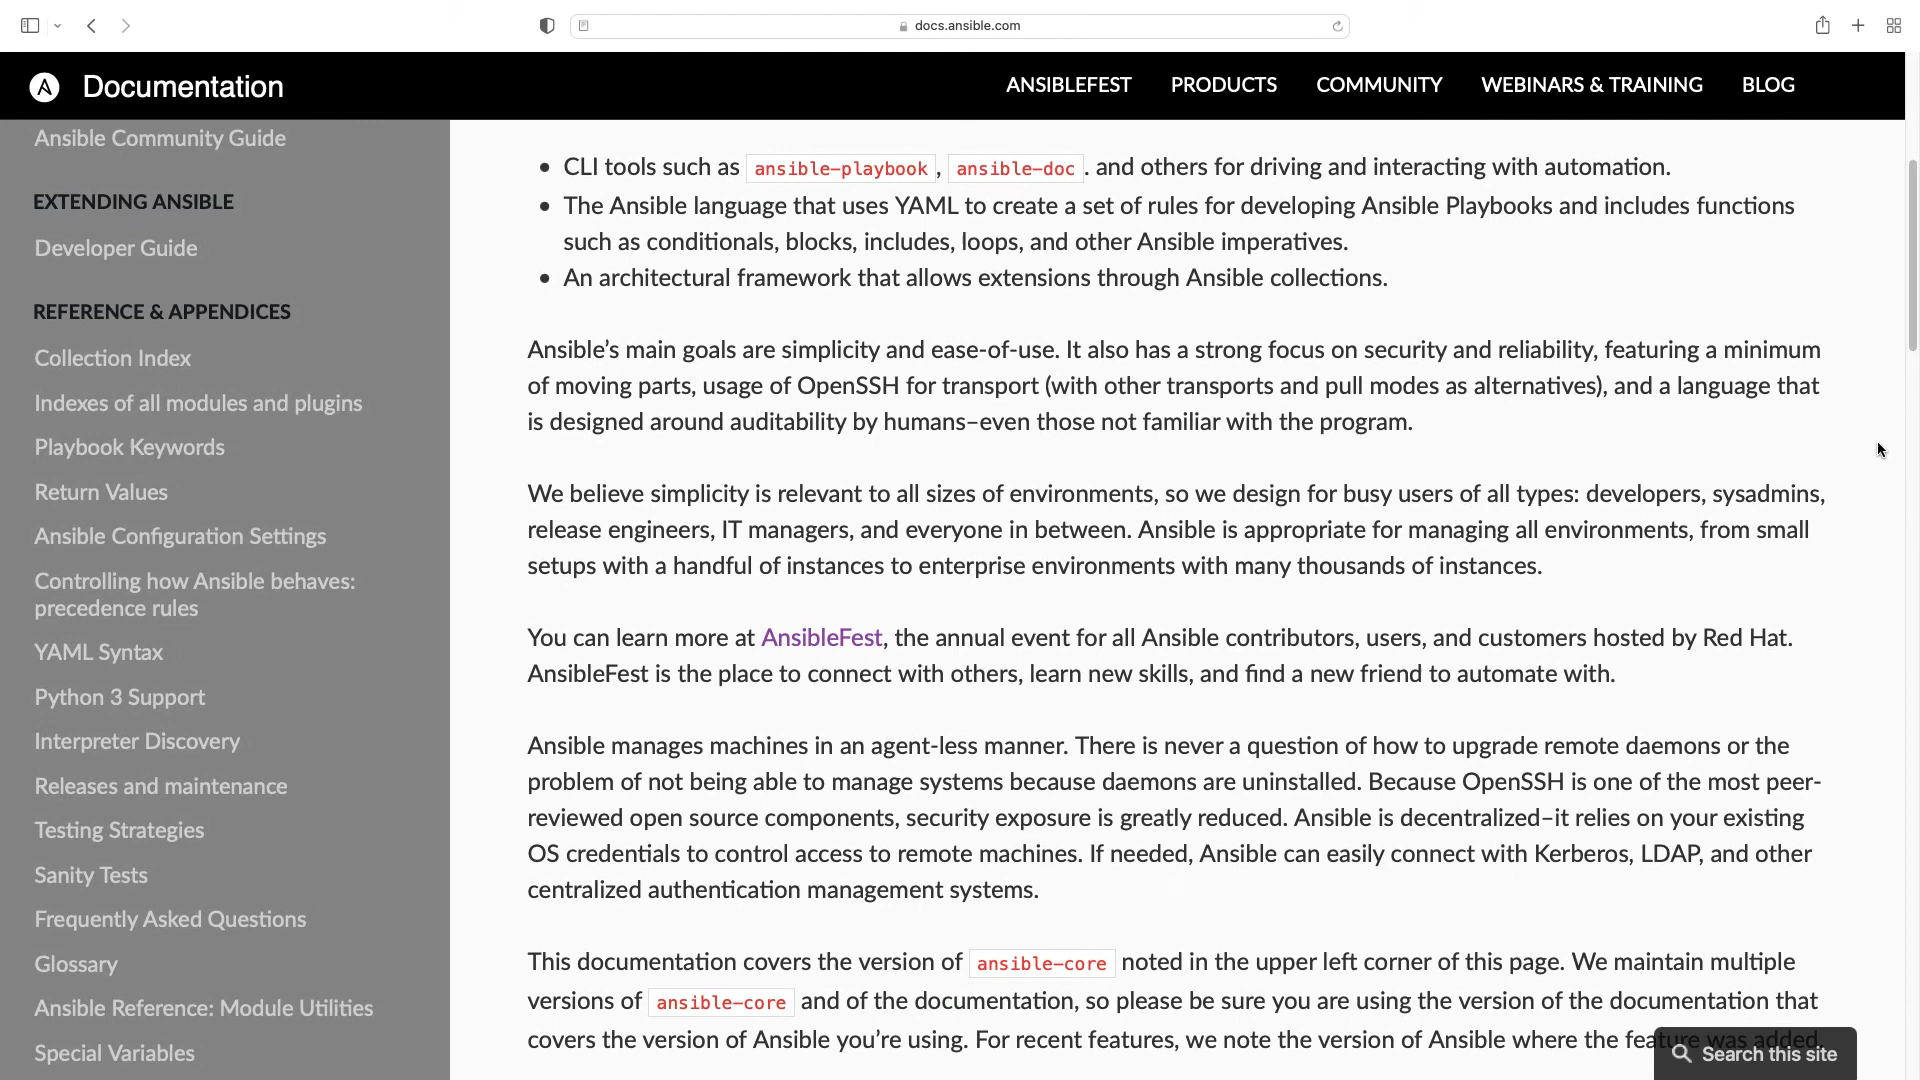 docs.ansible.com
Documentation
ANSIBLEFEST
PRODUCTS
COMMUNITY
WEBINARS & TRAINING
BLOG
Ansible Community Guide
EXTENDING ANSIBLE
Developer Guide
REFERENCE & APPENDICES
Collection Index
Indexes of all modules and plugins
Playbook Keywords
Return Values
Ansible Configuration Settings
Controlling how Ansible behaves:
precedence rules
YAML Syntax
Python 3 Support
Interpreter Discovery
Releases and maintenance
Testing Strategies
Sanity Tests
Frequently Asked Questions
Glossary
Ansible Reference: Module Utilities
Special Variables
• CLI tools such as ansible-playbook, ansible-doc. and others for driving and interacting with automation.
• The Ansible language that uses YAML to create a set of rules for developing Ansible Playbooks and includes functions
such as conditionals, blocks, includes, loops, and other Ansible imperatives.
• An architectural framework that allows extensions through Ansible collections.
Ansible’s main goals are simplicity and ease-of-use. It also has a strong focus on security and reliability, featuring a minimum
of moving parts, usage of OpenSSH for transport (with other transports and pull modes as alternatives), and a language that
is designed around auditability by humans–even those not familiar with the program.
We believe simplicity is relevant to all sizes of environments, so we design for busy users of all types: developers, sysadmins,
release engineers, IT managers, and everyone in between. Ansible is appropriate for managing all environments, from small
setups with a handful of instances to enterprise environments with many thousands of instances.
You can learn more at AnsibleFest, the annual event for all Ansible contributors, users, and customers hosted by Red Hat.
AnsibleFest is the place to connect with others, learn new skills, and find a new friend to automate with.
Ansible manages machines in an agent-less manner. There is never a question of how to upgrade remote daemons or the
problem of not being able to manage systems because daemons are uninstalled. Because OpenSSH is one of the most peer-
reviewed open source components, security exposure is greatly reduced. Ansible is decentralized–it relies on your existing
OS credentials to control access to remote machines. If needed, Ansible can easily connect with Kerberos, LDAP, and other
centralized authentication management systems.
This documentation covers the version of ansible-core noted in the upper left corner of this page. We maintain multiple
versions of ansible-core and of the documentation, so please be sure you are using the version of the documentation that
covers the version of Ansible you’re using. For recent features, we note the version of Ansible where the feature was added.
Search this site